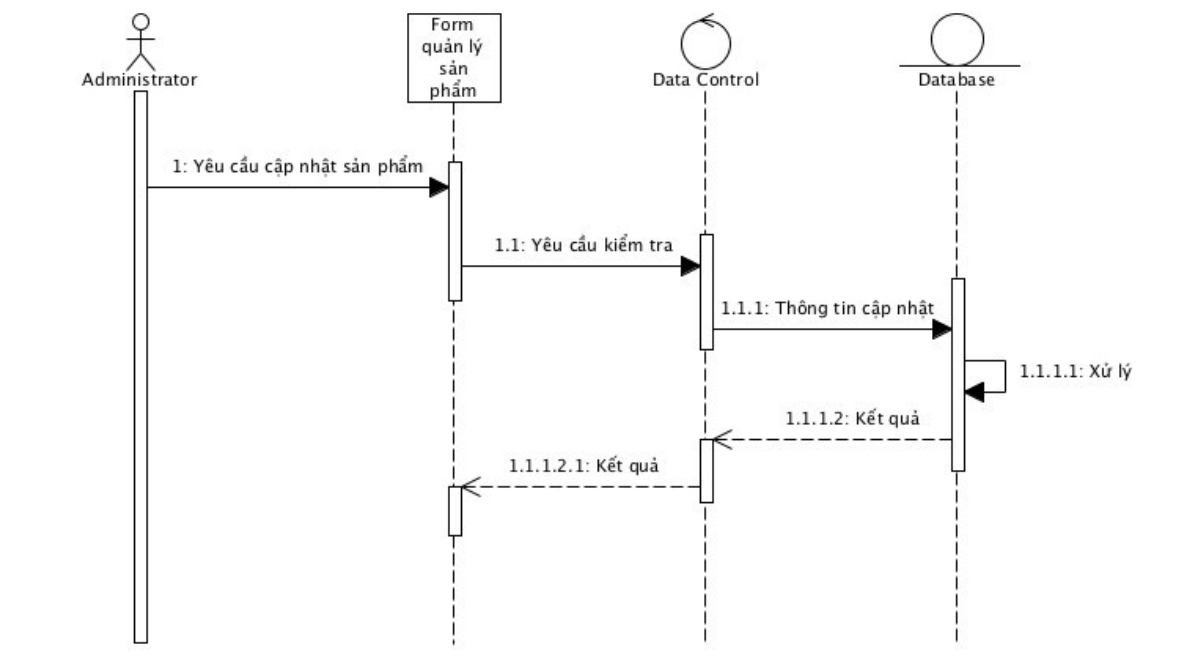 Form
quản lý
sản
phẩm
Administrator
Data Control
Database
1: Yêu cầu cập nhật sản phẩm
1.1: Yêu cầu kiểm tra
1.1.1: Thông tin cập nhật
1.1.1.1: Xử lý
1.1.1.2: Kết quả
1.1.1.2.1: Kết quả